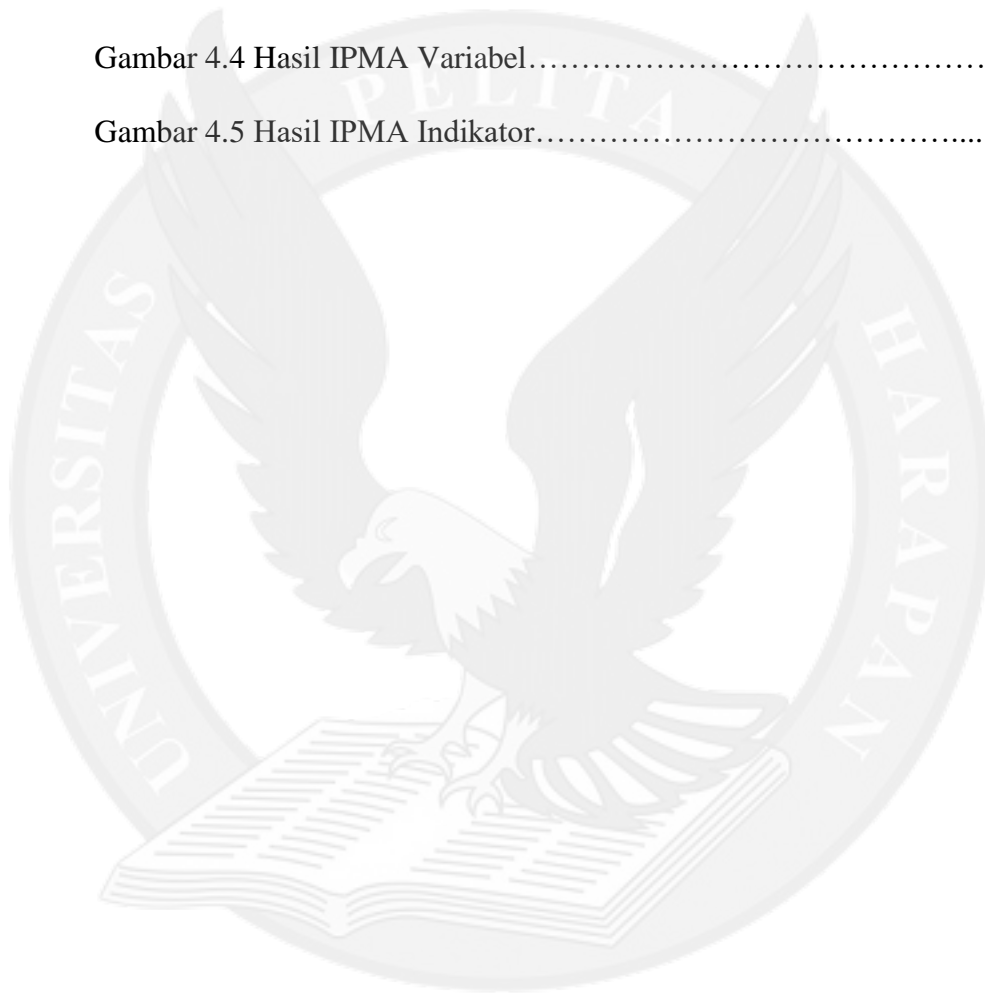 Gambar 4.4 Hasil IPMA Variabel…………………………………………
Gambar 4.5 Hasil IPMA Indikator…………………………………....
UNIVERSITAS PELITA HARAPAN